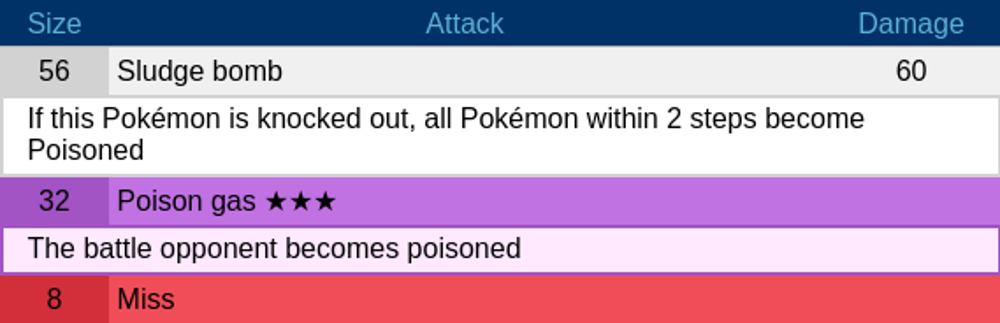 Size Attack Damage
56 Sludge bomb 60
If this Pokémon is knocked out, all Pokémon within 2 steps become
Poisoned
32 Poison gas ★★★
The battle opponent becomes poisoned
8 Miss